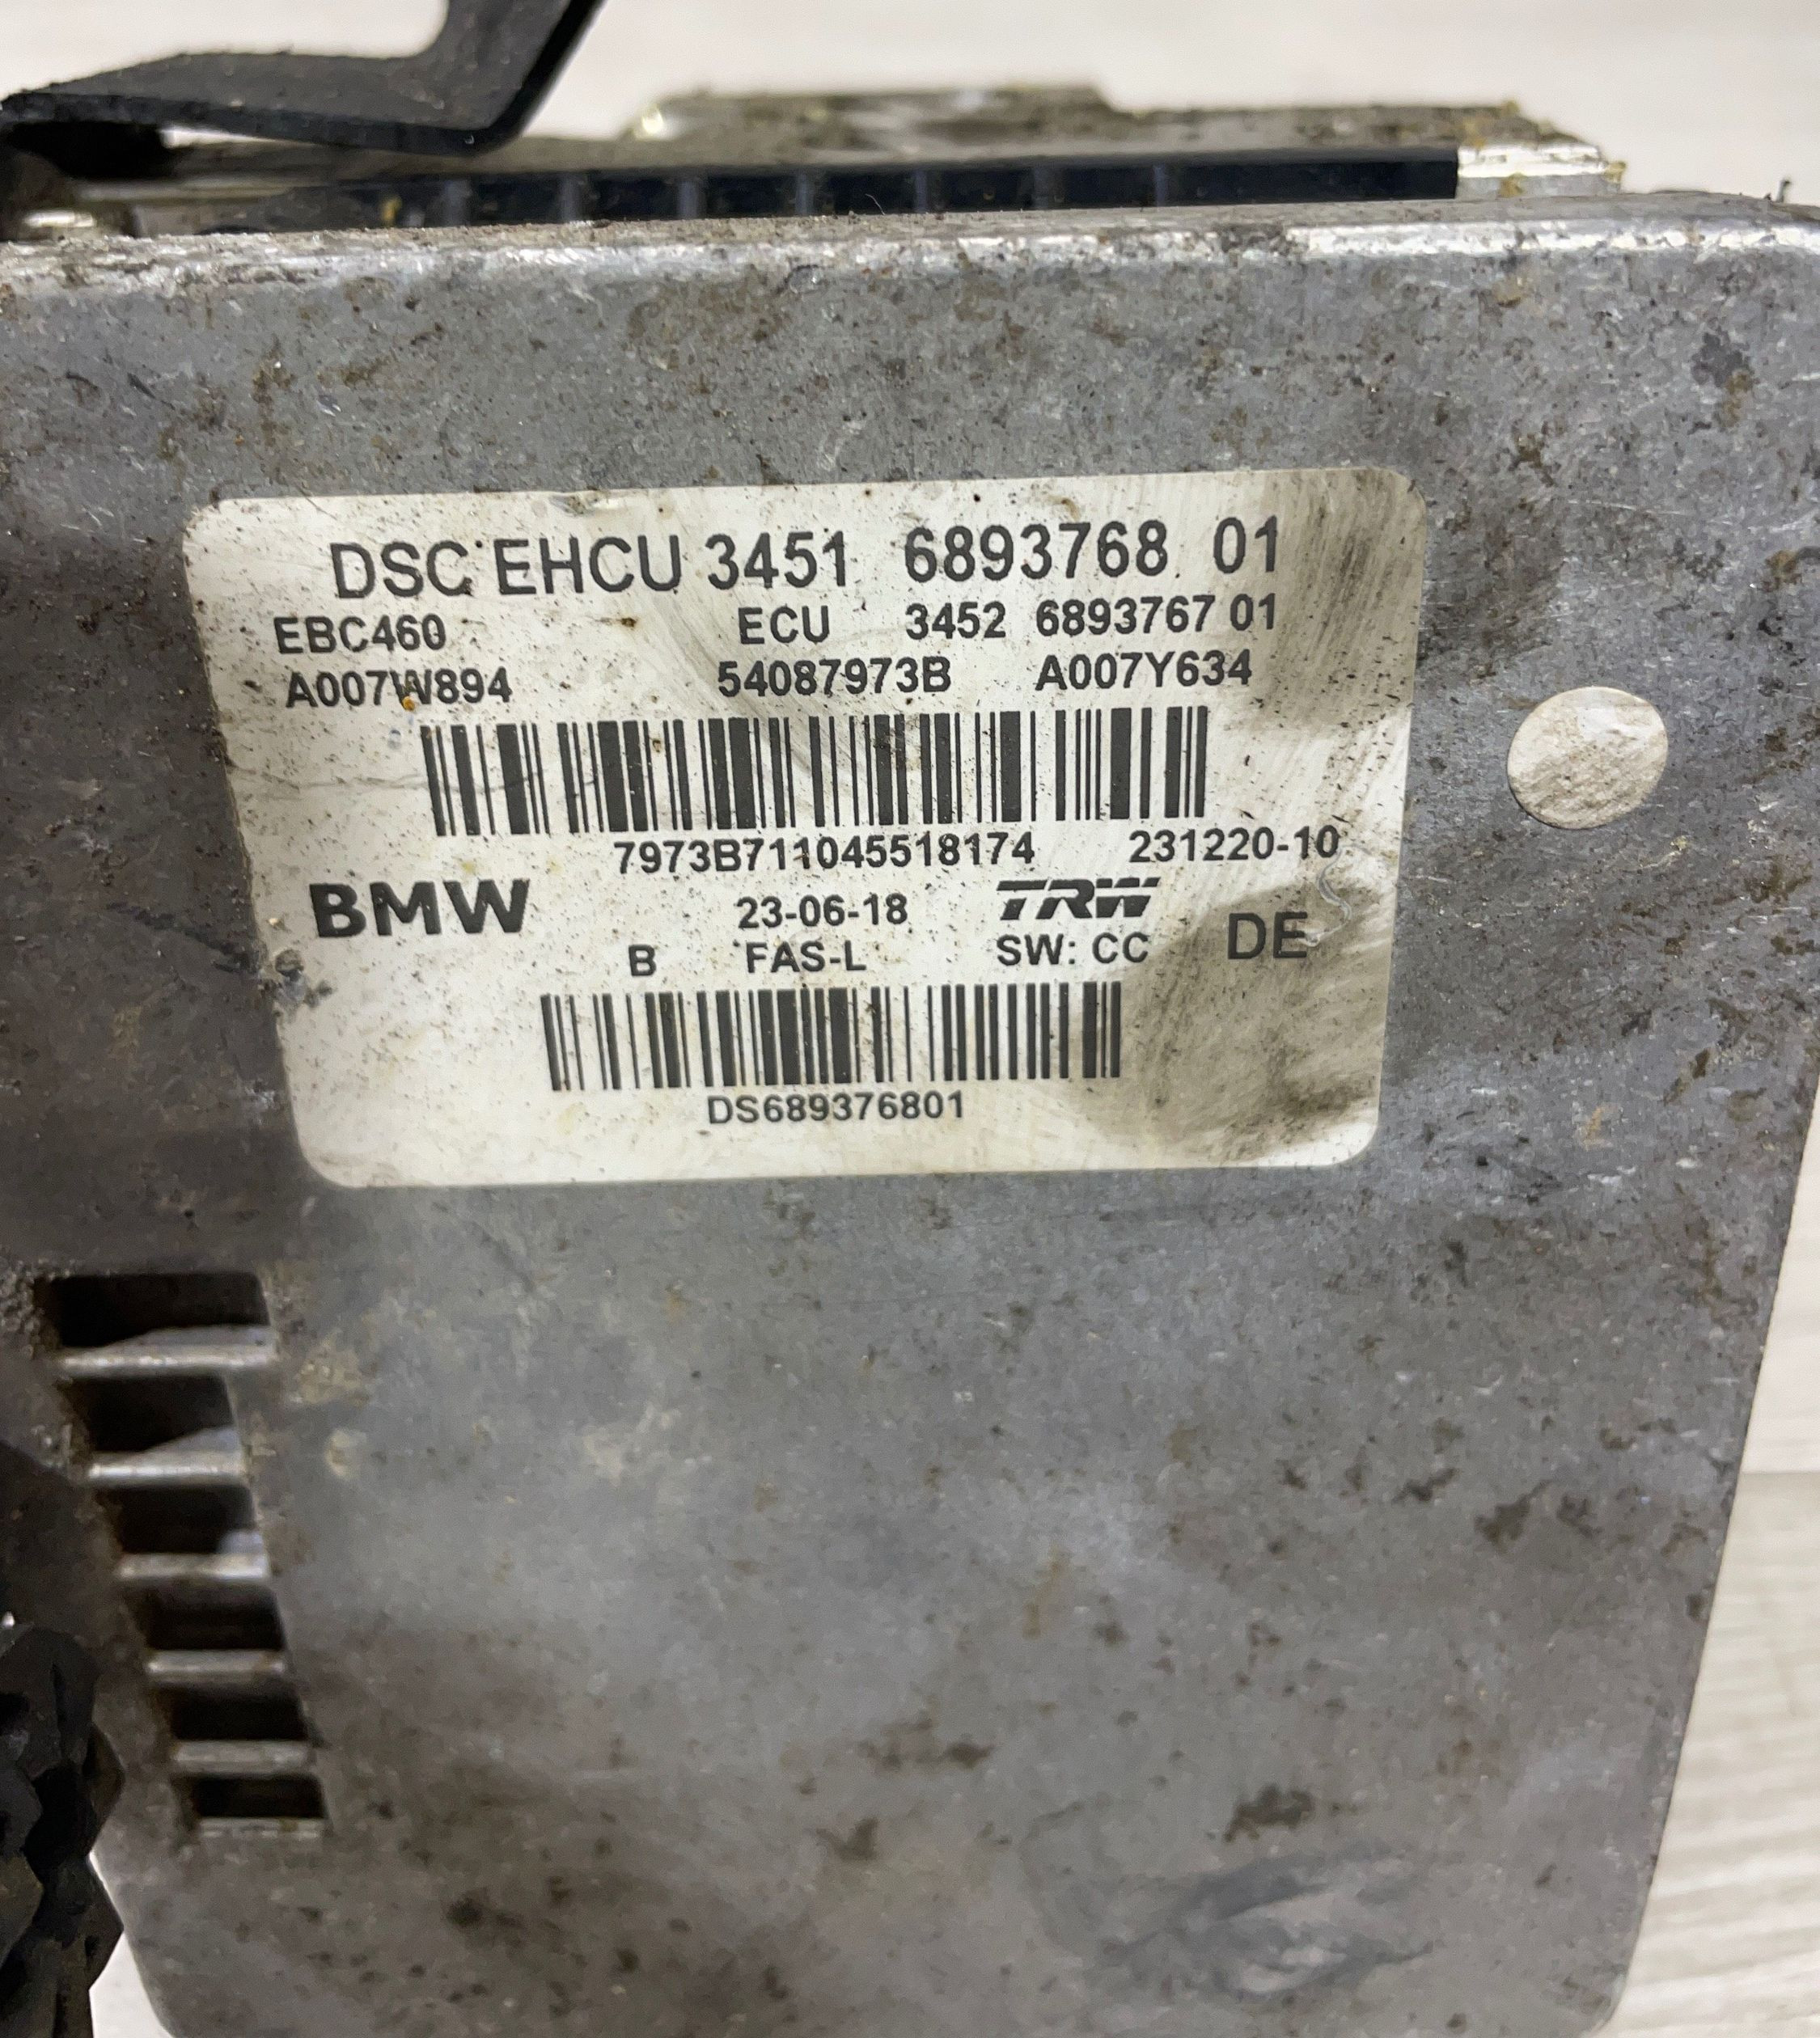 DSC EHCU 3451 6893768 01
EBC460 ECU 3452 6893767 01
A007W894 54087973B A007Y634
7973B711045518174 231220-10
BMW 23-06-18 TRW DE
B FAS-L SW: CC
DS689376801